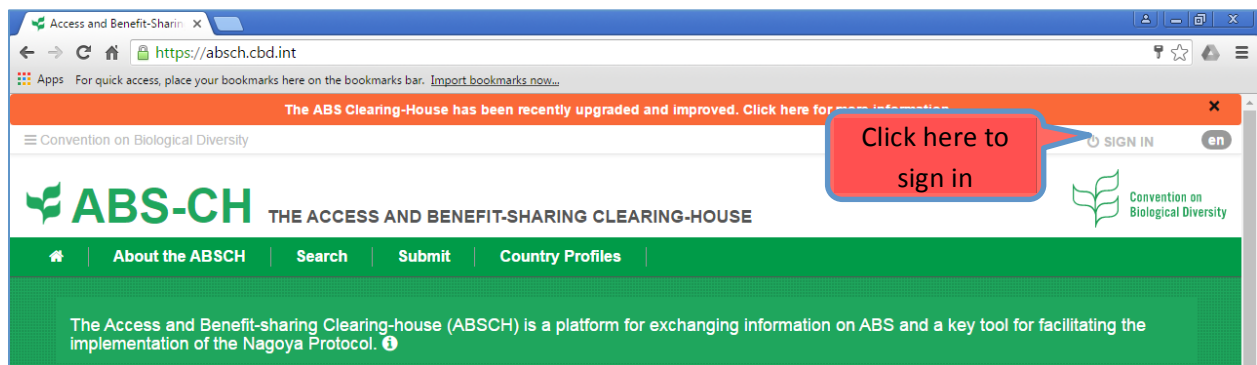 Access and Benefit-Sharin
https://absch.cbd.int
Apps For quick access, place your bookmarks here on the bookmarks bar. Import bookmarks now...
The ABS Clearing-House has been recently upgraded and improved. Click here for more information
Convention on Biological Diversity
Click here to
sign in
SIGN IN
en
ABS-CH THE ACCESS AND BENEFIT-SHARING CLEARING-HOUSE
Convention on
Biological Diversity
About the ABSCH Search Submit Country Profiles
The Access and Benefit-sharing Clearing-house (ABSCH) is a platform for exchanging information on ABS and a key tool for facilitating the
implementation of the Nagoya Protocol.